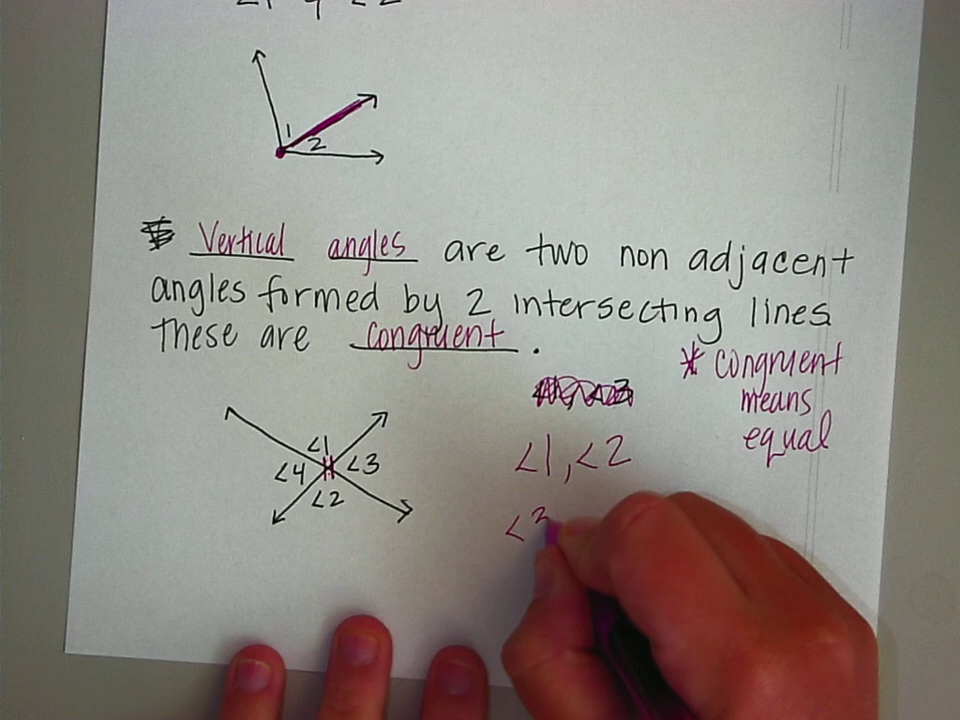 1
2
Vertical angles are two non adjacent
angles formed by 2 intersecting lines
these are congruent.
* congruent
means
equal
<1
<4
<3
<2
<1, <2
<3